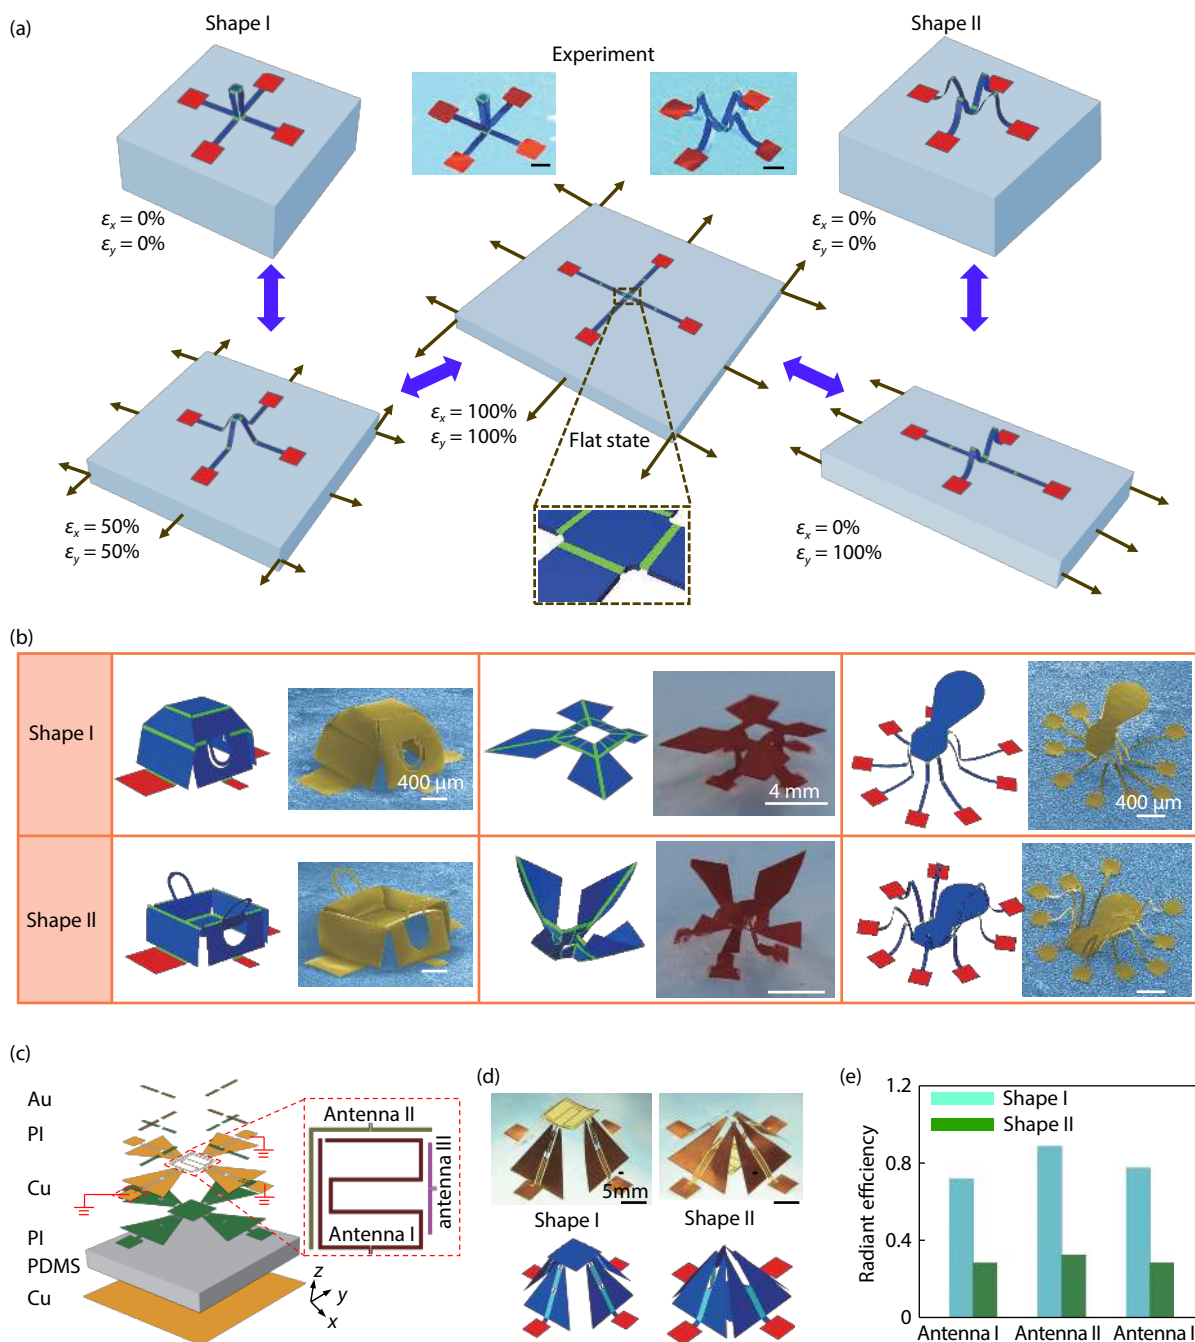 (a)
Shape I
Experiment
Shape II
εx = 0%
εy = 0%
εx = 0%
εy = 0%
εx = 100%
εy = 100%
Flat state
εx = 50%
εy = 50%
εx = 0%
εy = 100%
(b)
Shape I
400 μm
4 mm
400 μm
Shape II
(c)
Au
PI
Cu
PI
PDMS
Cu
Antenna II
antenna III
Antenna I
z
y
x
(d)
5mm
Shape I
Shape II
(e)
1.2
0.8
0.4
0
Radiant efficiency
Shape I
Shape II
Antenna I
Antenna II
Antenna I